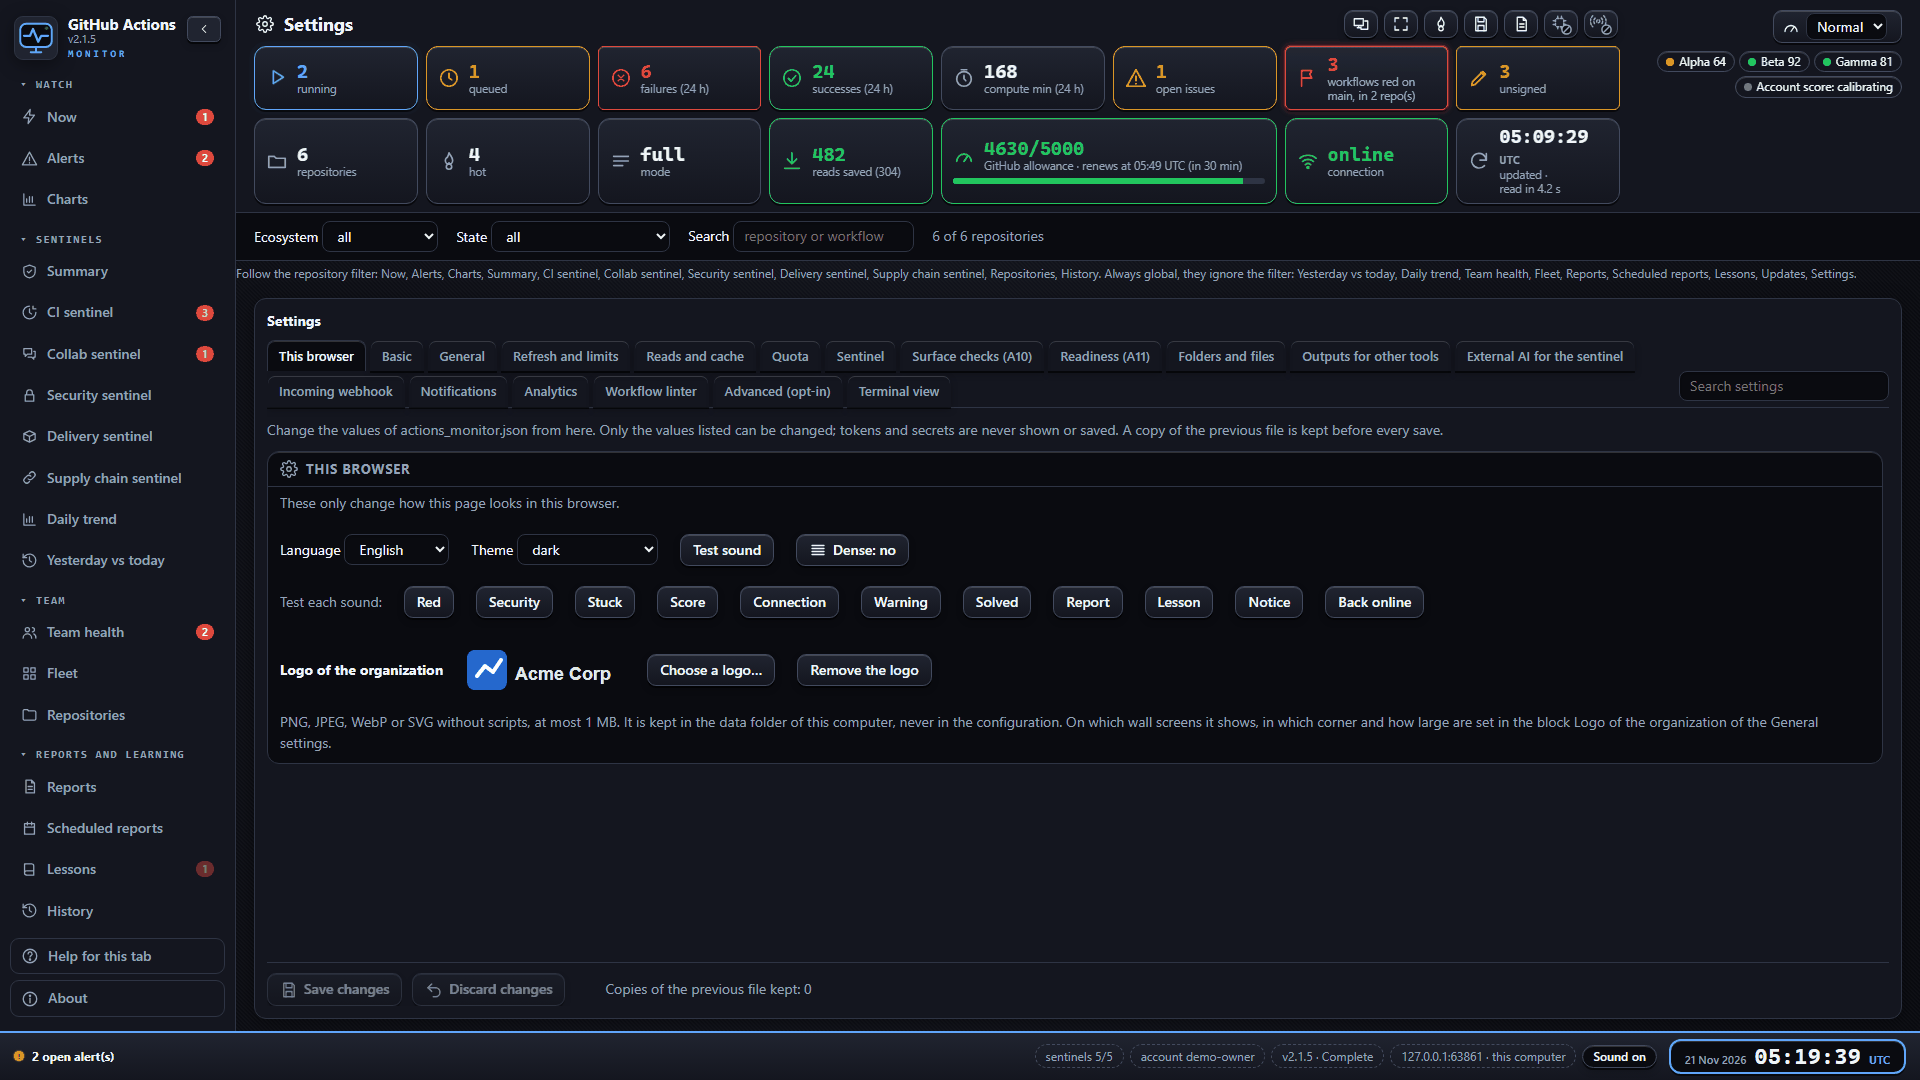 GitHub Actions
v2.1.5
MONITOR
WATCH
Now 1
Alerts 2
Charts
SENTINELS
Summary
CI sentinel 3
Collab sentinel 1
Security sentinel
Delivery sentinel
Supply chain sentinel
Daily trend
Yesterday vs today
TEAM
Team health 2
Fleet
Repositories
REPORTS AND LEARNING
Reports
Scheduled reports
Lessons 1
History
Help for this tab
About
Settings
Normal
2
running
1
queued
6
failures (24 h)
24
successes (24 h)
168
compute min (24 h)
1
open issues
3
workflows red on
main, in 2 repo(s)
3
unsigned
Alpha 64
Beta 92
Gamma 81
Account score: calibrating
6
repositories
4
hot
full
mode
482
reads saved (304)
4630/5000
GitHub allowance · renews at 05:49 UTC (in 30 min)
online
connection
05:09:29
UTC
updated ·
read in 4.2 s
Ecosystem all State all Search repository or workflow 6 of 6 repositories
Follow the repository filter: Now, Alerts, Charts, Summary, CI sentinel, Collab sentinel, Security sentinel, Delivery sentinel, Supply chain sentinel, Repositories, History. Always global, they ignore the filter: Yesterday vs today, Daily trend, Team health, Fleet, Reports, Scheduled reports, Lessons, Updates, Settings.
Settings
This browser Basic General Refresh and limits Reads and cache Quota Sentinel Surface checks (A10) Readiness (A11) Folders and files Outputs for other tools External AI for the sentinel
Incoming webhook Notifications Analytics Workflow linter Advanced (opt-in) Terminal view Search settings
Change the values of actions_monitor.json from here. Only the values listed can be changed; tokens and secrets are never shown or saved. A copy of the previous file is kept before every save.
THIS BROWSER
These only change how this page looks in this browser.
Language English Theme dark Test sound Dense: no
Test each sound: Red Security Stuck Score Connection Warning Solved Report Lesson Notice Back online
Logo of the organization Acme Corp Choose a logo... Remove the logo
PNG, JPEG, WebP or SVG without scripts, at most 1 MB. It is kept in the data folder of this computer, never in the configuration. On which wall screens it shows, in which corner and how large are set in the block Logo of the organization of the General
settings.
Save changes Discard changes Copies of the previous file kept: 0
2 open alert(s)
sentinels 5/5 account demo-owner v2.1.5 · Complete 127.0.0.1:63861 · this computer Sound on 21 Nov 2026 05:19:39 UTC